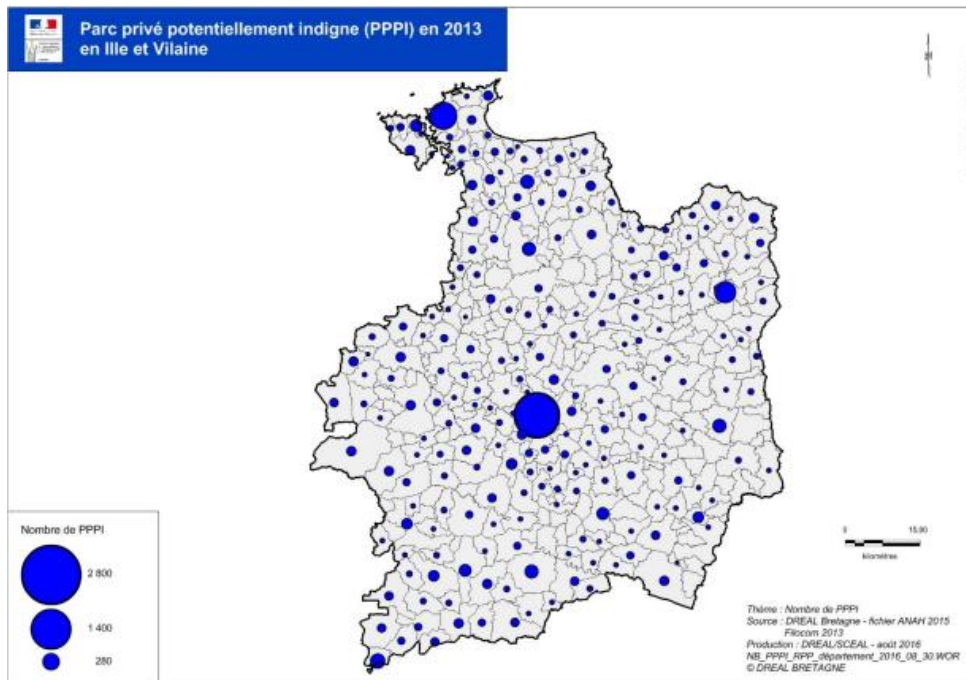 Parc privé potentiellement indigne (PPPI) en 2013
en Ille et Vilaine
Nombre de PPPI
2 800
1 400
280
0
15,00
kilomètres
Thème : Nombre de PPPI
Source : DREAL Bretagne - fichier ANAH 2015
Filocom 2013
Production : DREAL/SCEAL - août 2016
NB_PPPI_RPP_département_2016_08_30.WOR
© DREAL BRETAGNE